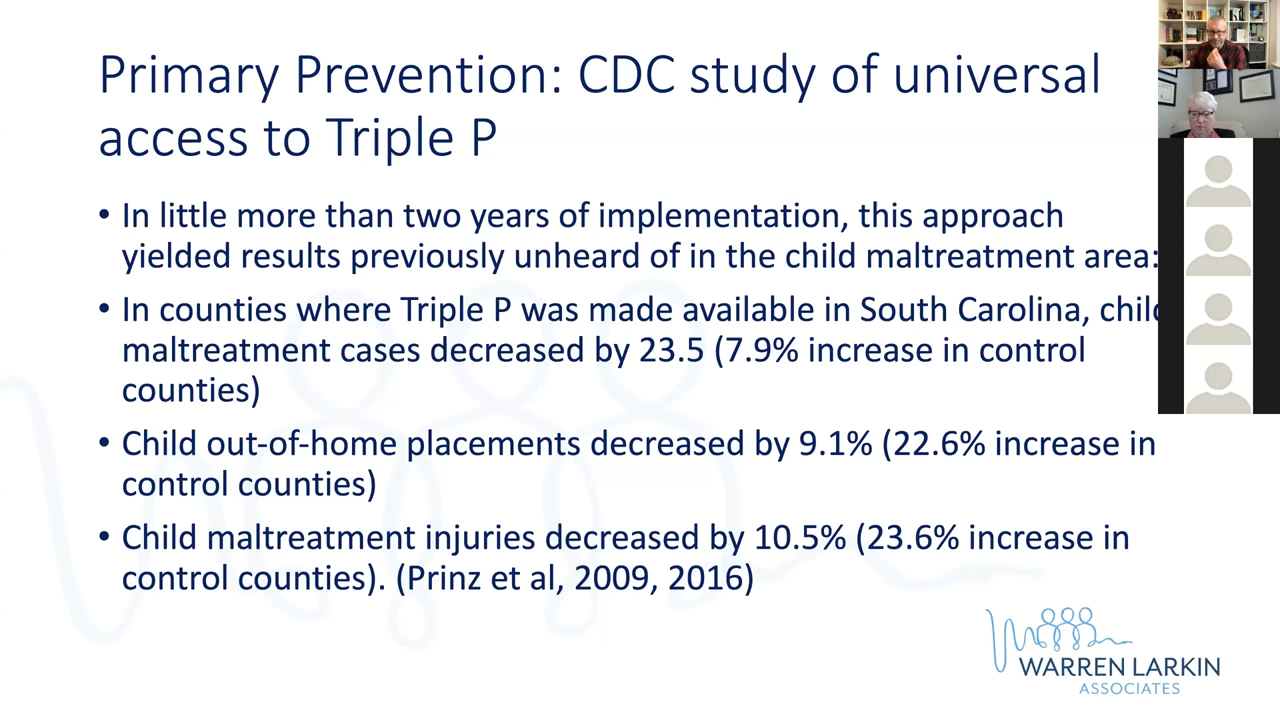 Primary Prevention: CDC study of universal
access to Triple P
• In little more than two years of implementation, this approach
yielded results previously unheard of in the child maltreatment area:
• In counties where Triple P was made available in South Carolina, child
maltreatment cases decreased by 23.5 (7.9% increase in control
counties)
• Child out-of-home placements decreased by 9.1% (22.6% increase in
control counties)
• Child maltreatment injuries decreased by 10.5% (23.6% increase in
control counties). (Prinz et al, 2009, 2016)
WARREN LARKIN
ASSOCIATES